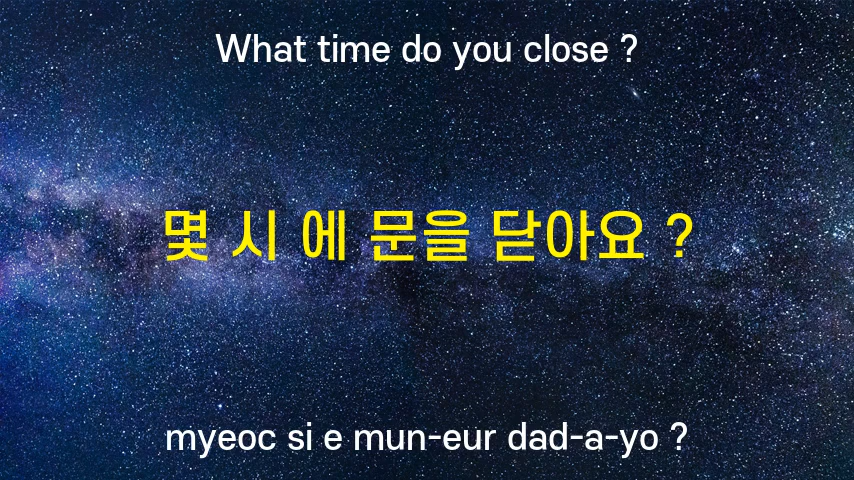 What time do you close ?
몇 시 에 문을 닫아요 ?
myeoc si e mun-eur dad-a-yo ?